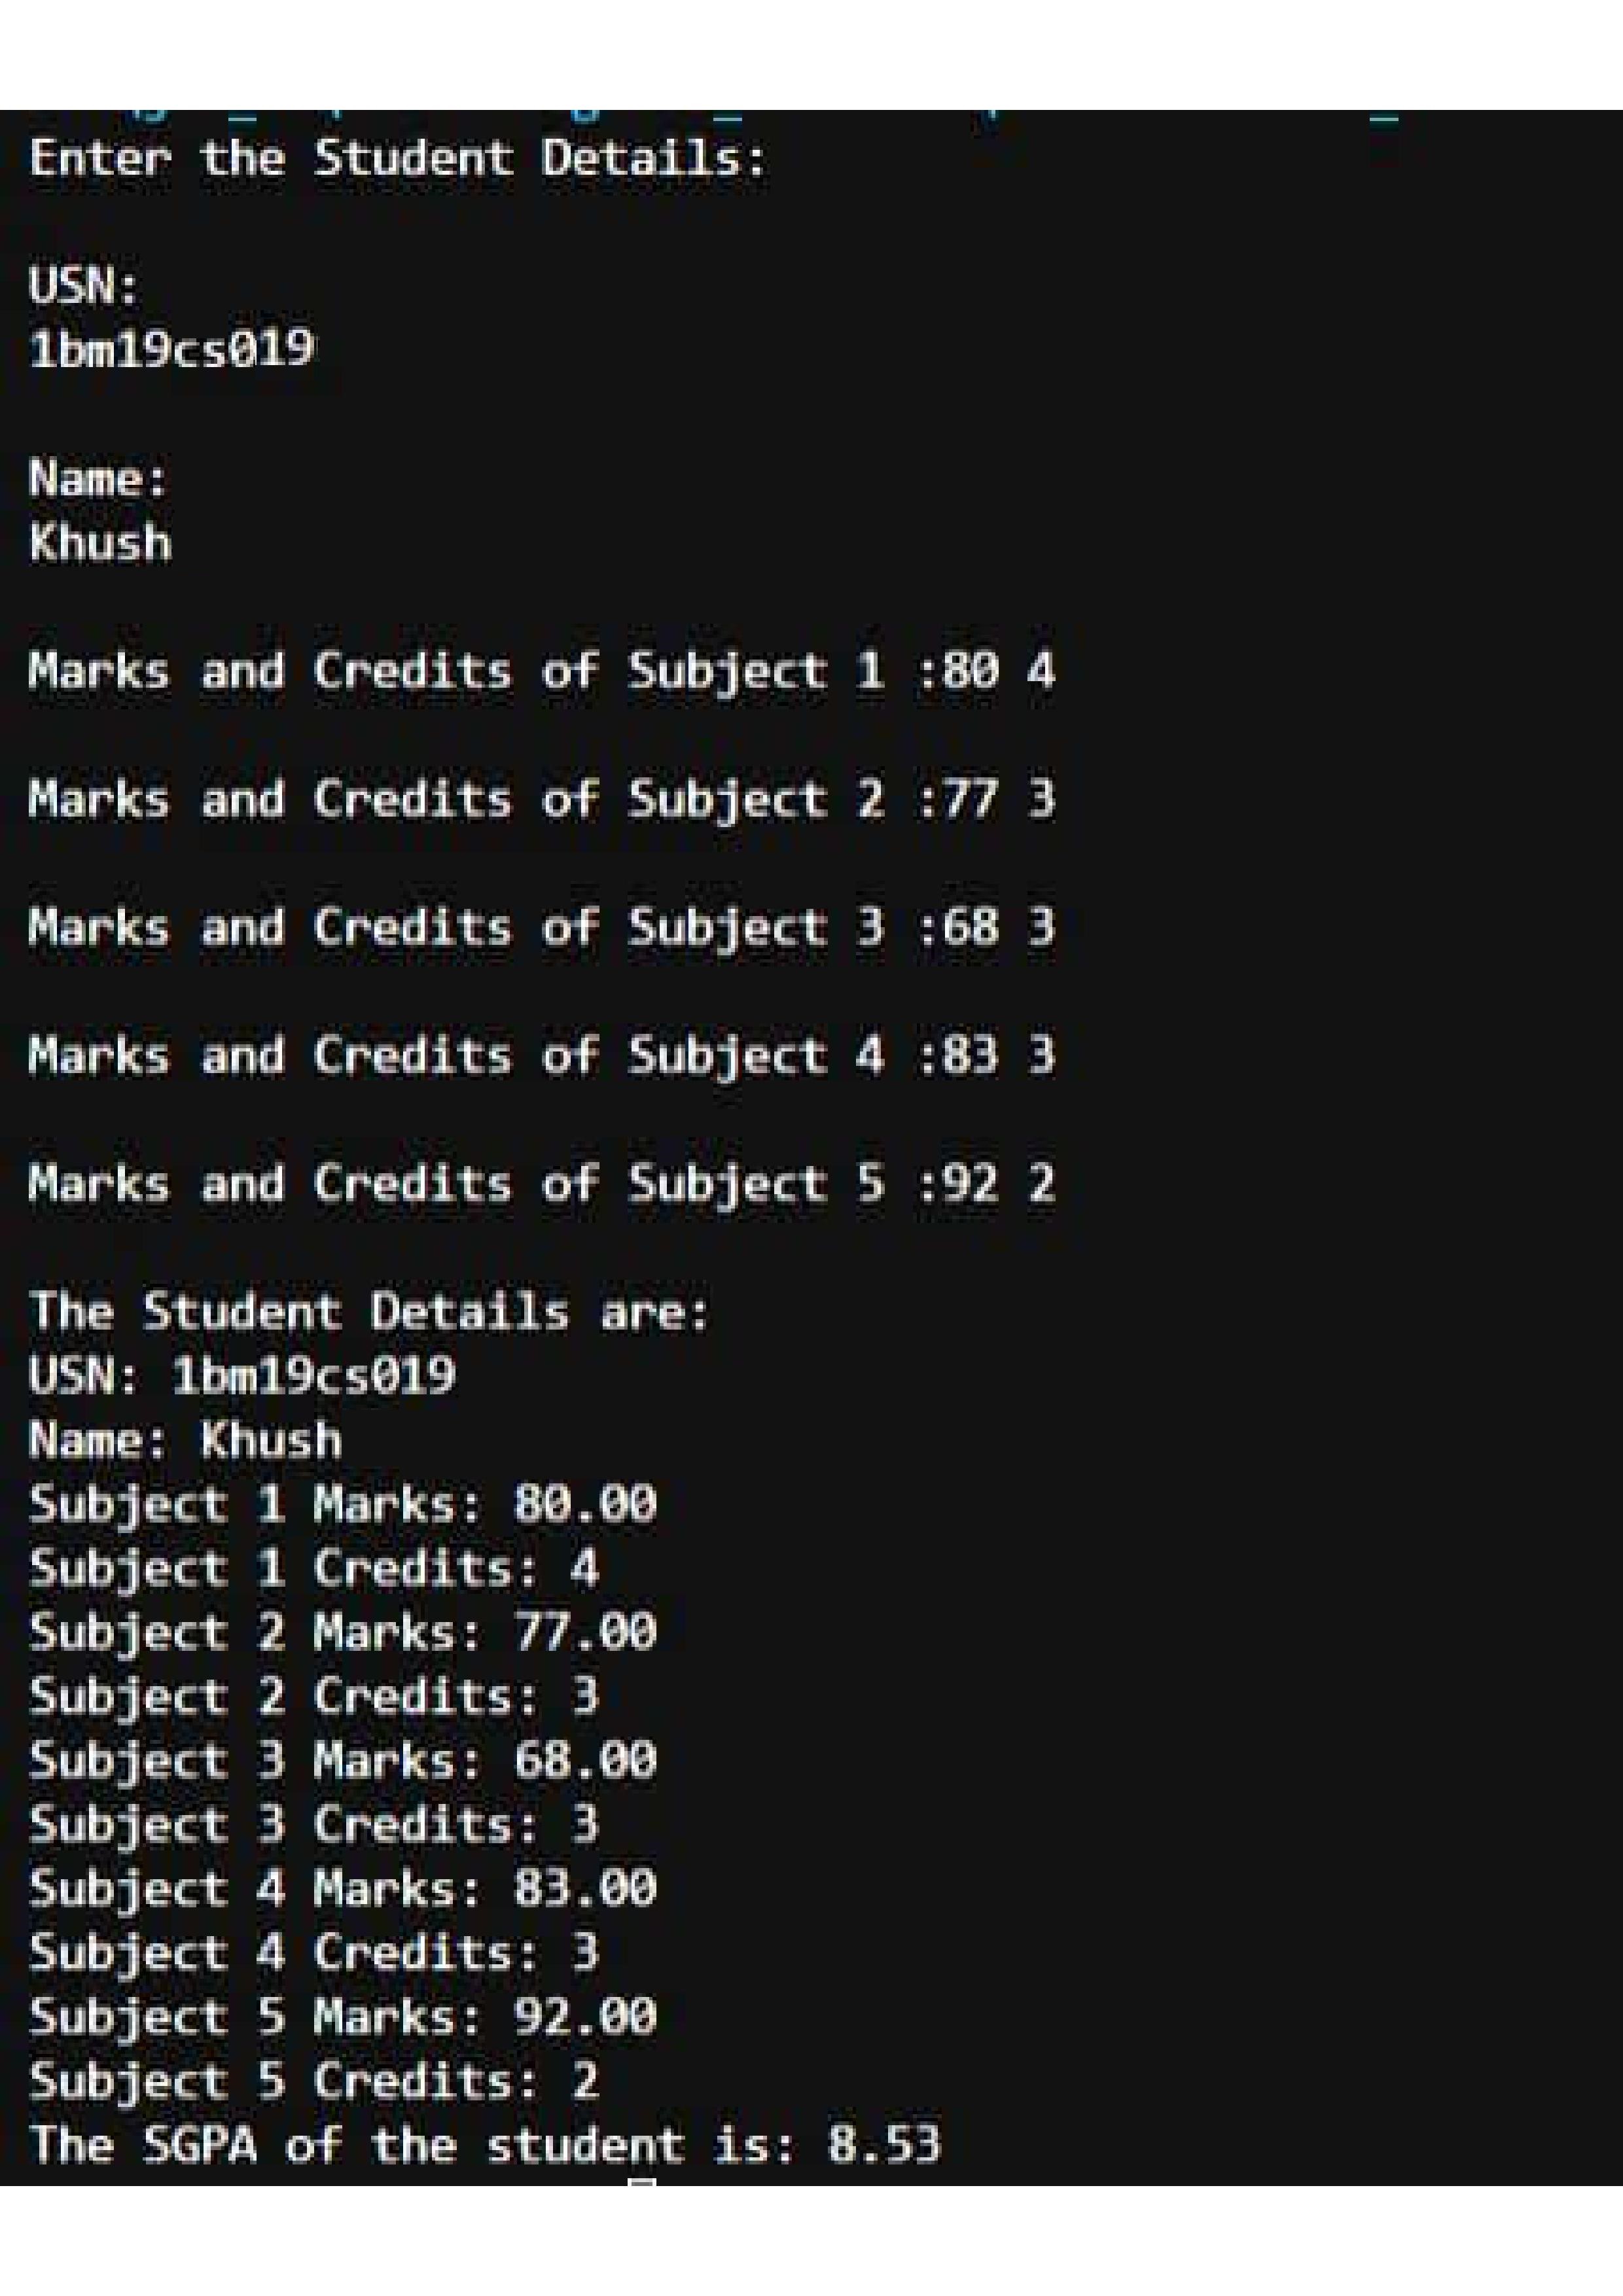 Enter the Student Details:
USN:
1bm19cs019
Name:
Khush
Marks and Credits of Subject 1 :80 4
Marks and Credits of Subject 2 :77 3
Marks and Credits of Subject 3 :68 3
Marks and Credits of Subject 4 :83 3
Marks and Credits of Subject 5 :92 2
The Student Details are:
USN: 1bm19cs019
Name: Khush
Subject 1 Marks: 80.00
Subject 1 Credits: 4
Subject 2 Marks: 77.00
Subject 2 Credits: 3
Subject 3 Marks: 68.00
Subject 3 Credits: 3
Subject 4 Marks: 83.00
Subject 4 Credits: 3
Subject 5 Marks: 92.00
Subject 5 Credits: 2
The SGPA of the student is: 8.53